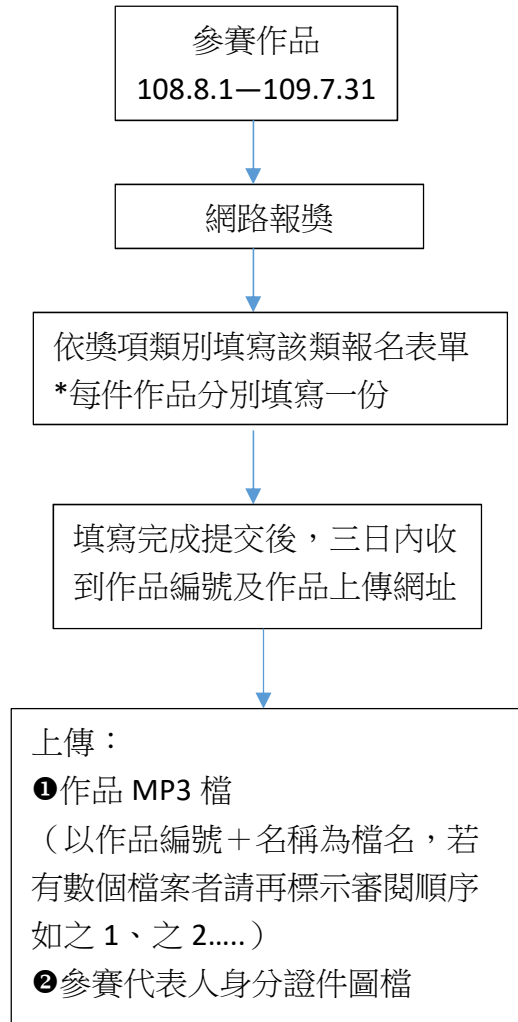 參賽作品
108.8.1—109.7.31
網路報獎
依獎項類別填寫該類報名表單
*每件作品分別填寫一份
填寫完成提交後，三日內收
到作品編號及作品上傳網址
上傳：
❶作品 MP3 檔
（以作品編號＋名稱為檔名，若
有數個檔案者請再標示審閱順序
如之 1、之 2…..）
❷參賽代表人身分證件圖檔